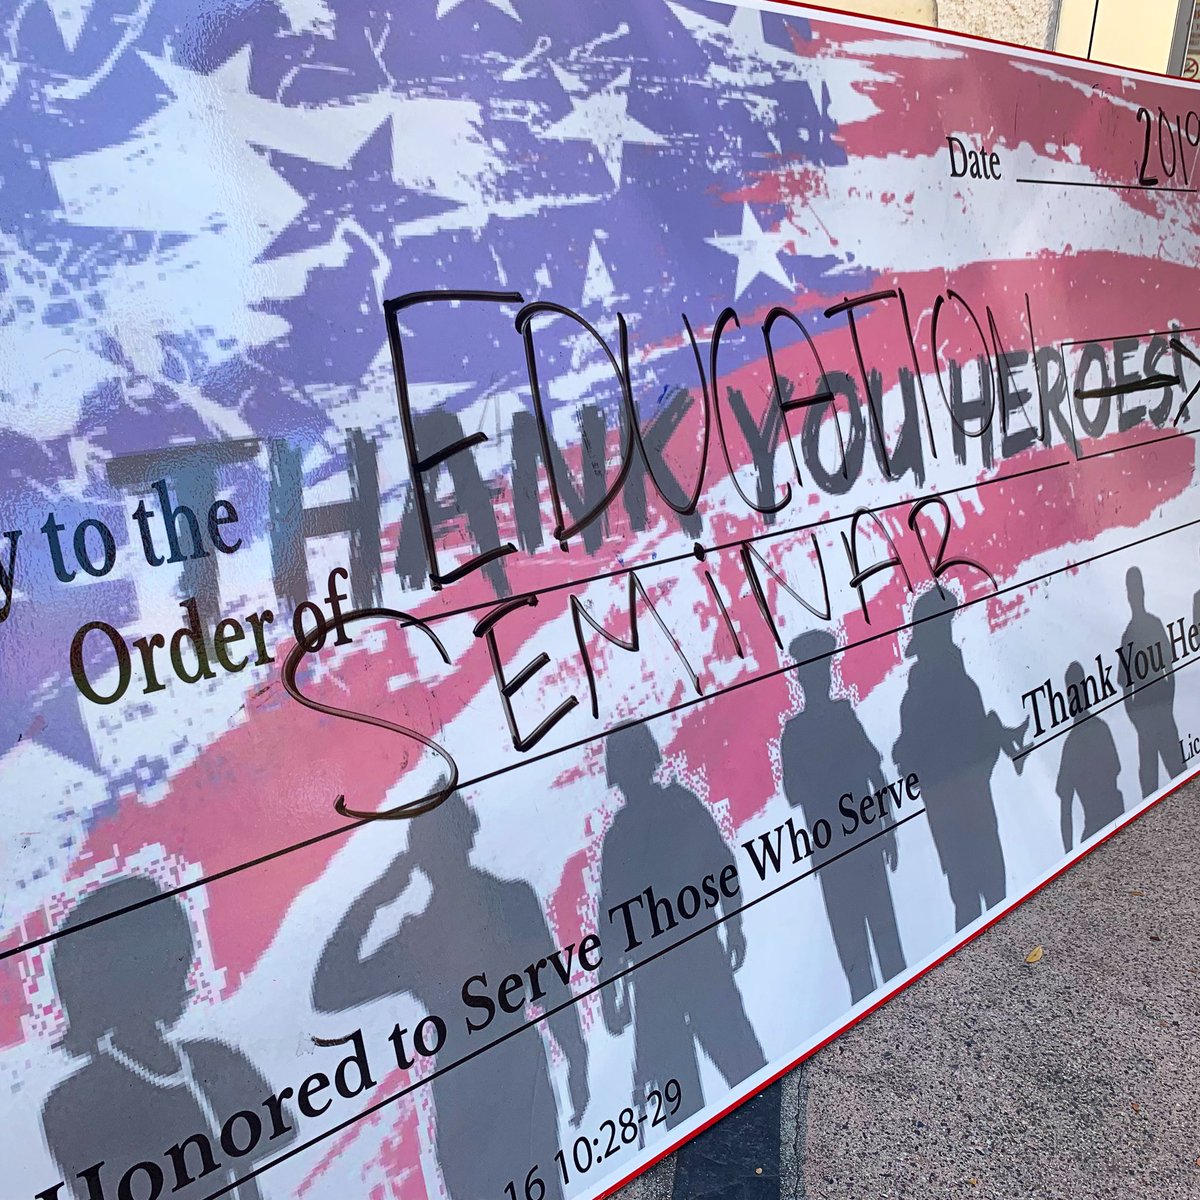 Date 2019
THANK YOU HEROES
EDUCATION
y to the
Order of
SEMINAR
Thank You He
Lic
Honored to Serve Those Who Serve
16 10:28-29